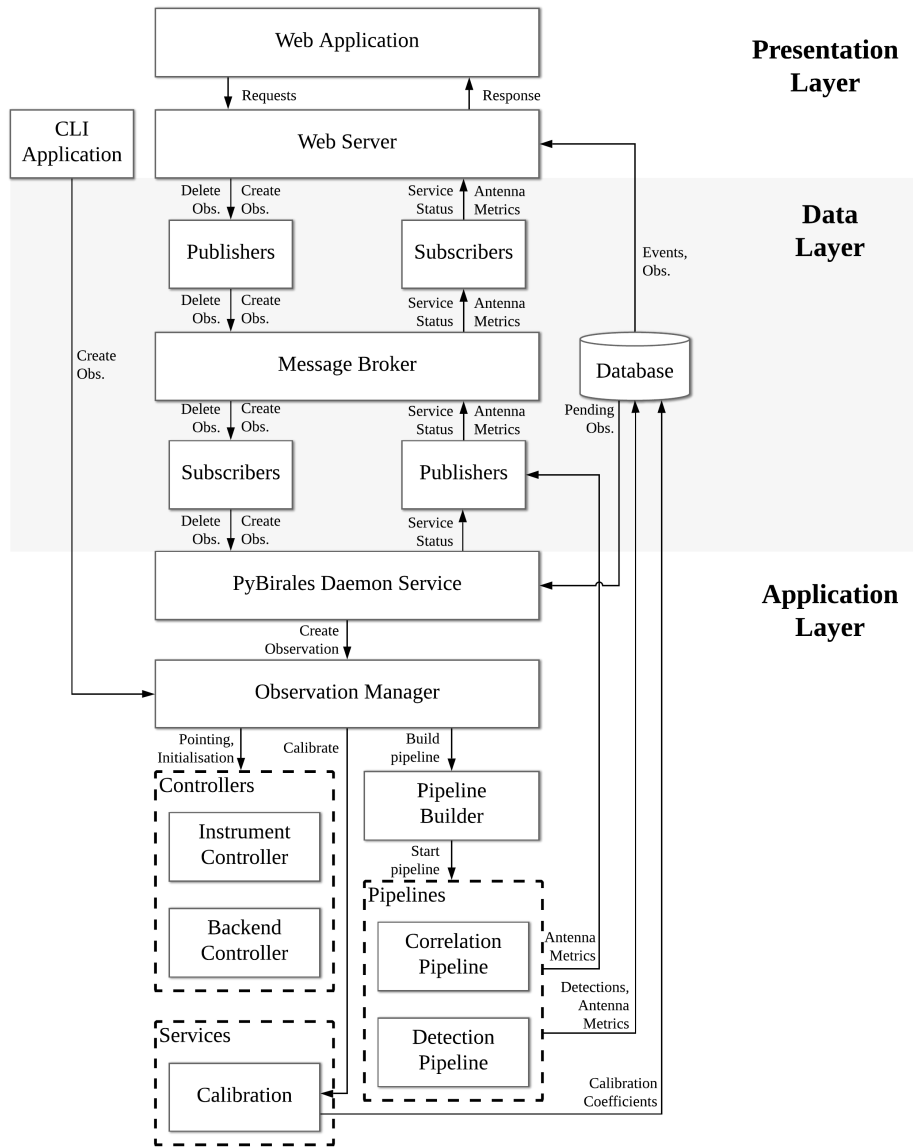 Web Application
Presentation
Layer
Requests
Response
CLI
Application
Web Server
Delete
Obs.
Create
Obs.
Service
Status
Antenna
Metrics
Data
Layer
Publishers
Subscribers
Events,
Obs.
Delete
Obs.
Create
Obs.
Service
Status
Antenna
Metrics
Create
Obs.
Message Broker
Database
Delete
Obs.
Create
Obs.
Service
Status
Antenna
Metrics
Pending
Obs.
Subscribers
Publishers
Delete
Obs.
Create
Obs.
Service
Status
PyBirales Daemon Service
Application
Layer
Create
Observation
Observation Manager
Pointing,
Initialisation
Calibrate
Build
pipeline
Controllers
Instrument
Controller
Backend
Controller
Pipeline
Builder
Start
pipeline
Pipelines
Correlation
Pipeline
Antenna
Metrics
Detection
Pipeline
Detections,
Antenna
Metrics
Services
Calibration
Calibration
Coefficients